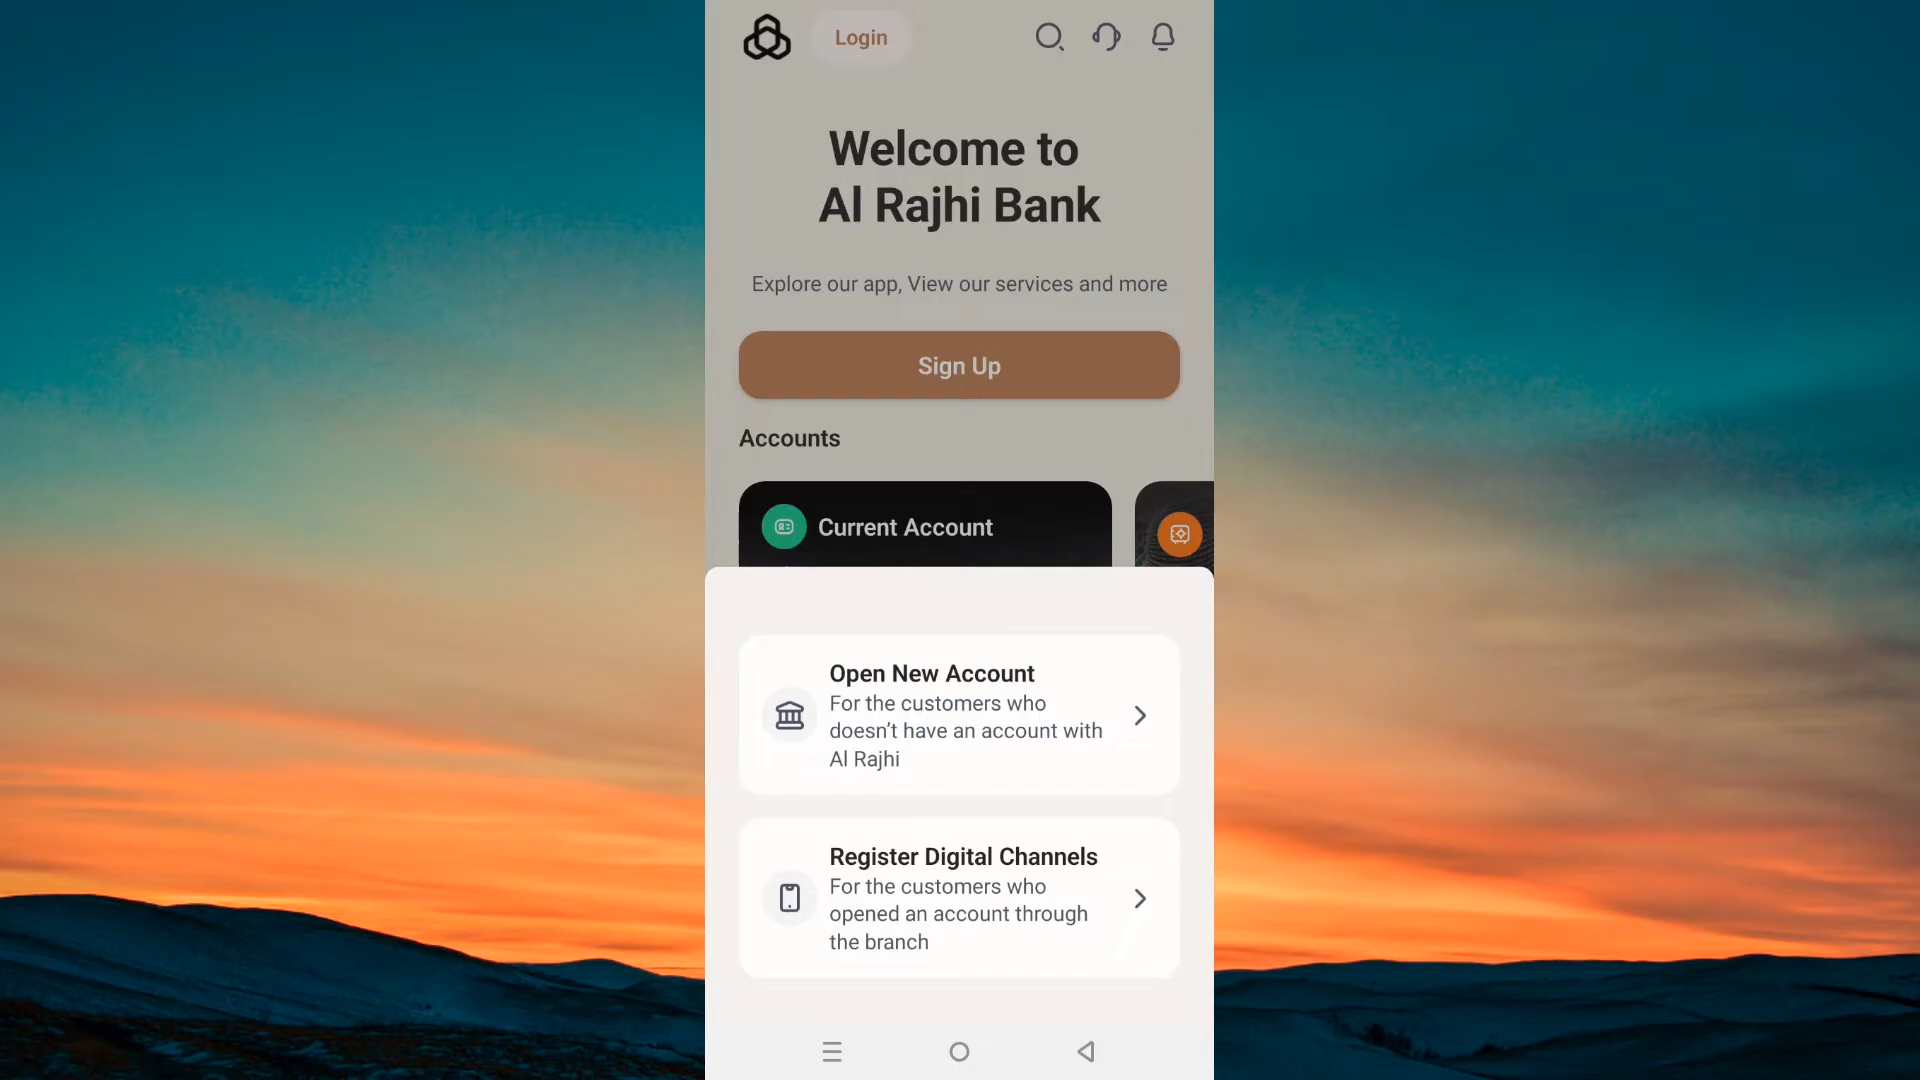 Login
Welcome to
Al Rajhi Bank
Explore our app, View our services and more
Sign Up
Accounts
Current Account
Open New Account
For the customers who
doesn’t have an account with
Al Rajhi
Register Digital Channels
For the customers who
opened an account through
the branch